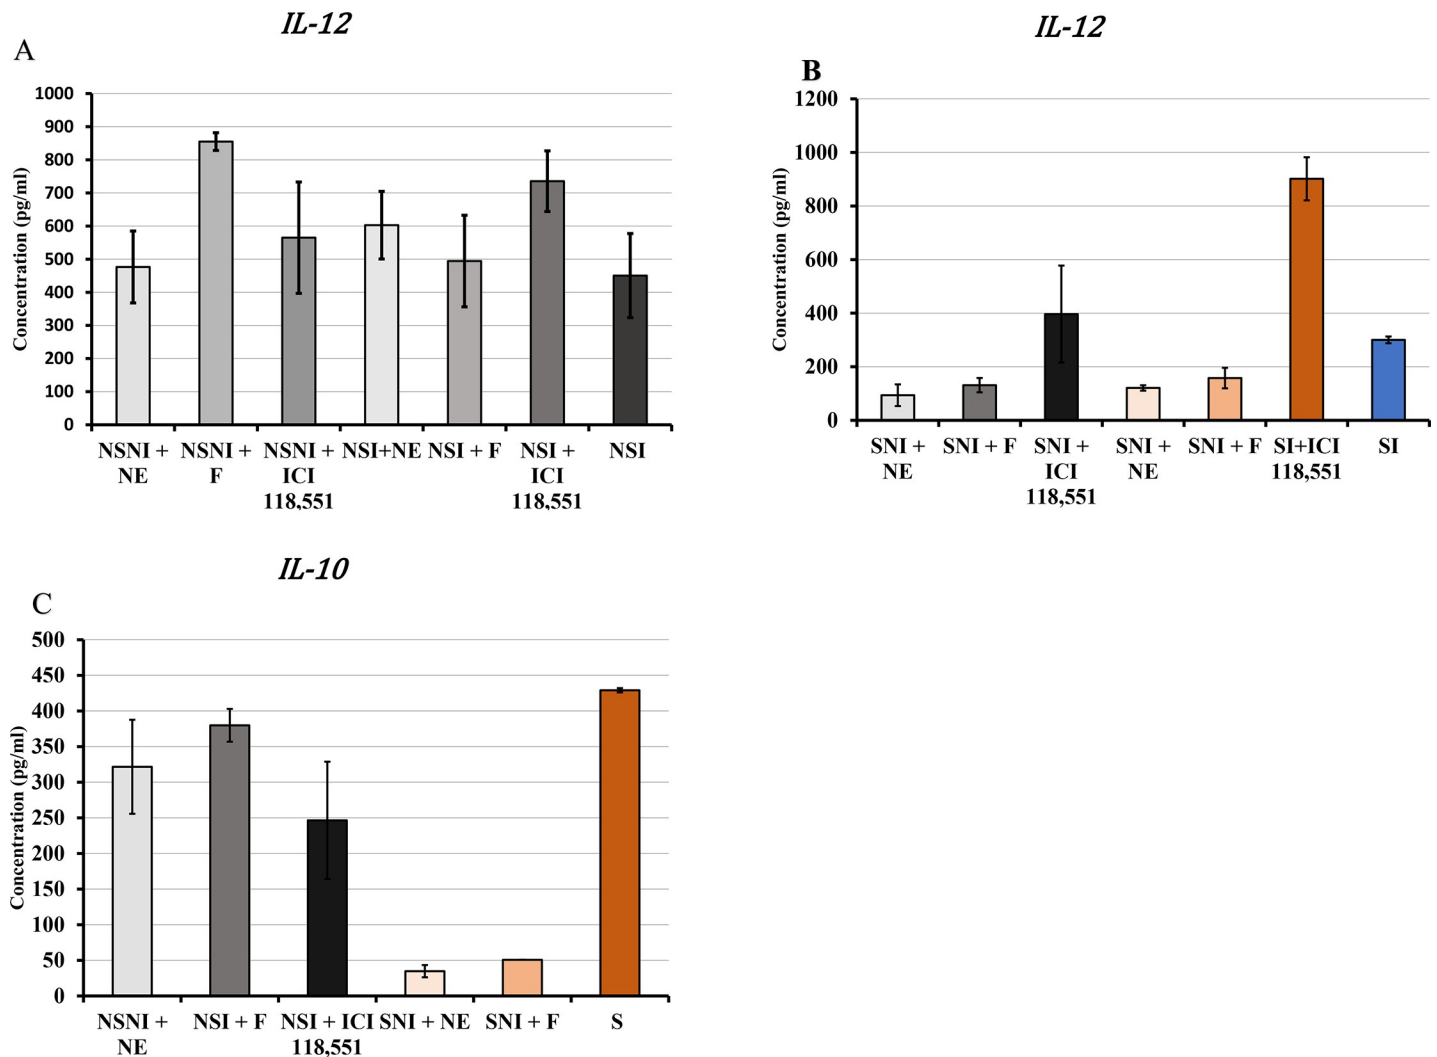 IL-12
A
Concentration (pg/ml)
1000
900
800
700
600
500
400
300
200
100
0
NSNI +
NE
NSNI +
F
NSNI +
ICI
118,551
NSI+NE
NSI + F
NSI +
ICI
118,551
NSI
IL-12
B
Concentration (pg/ml)
1200
1000
800
600
400
200
0
SNI +
NE
SNI + F
SNI +
ICI
118,551
SNI +
NE
SNI + F
SI+ICI
118,551
SI
IL-10
C
Concentration (pg/ml)
500
450
400
350
300
250
200
150
100
50
0
NSNI +
NE
NSI + F
NSI + ICI
118,551
SNI + NE
SNI + F
S